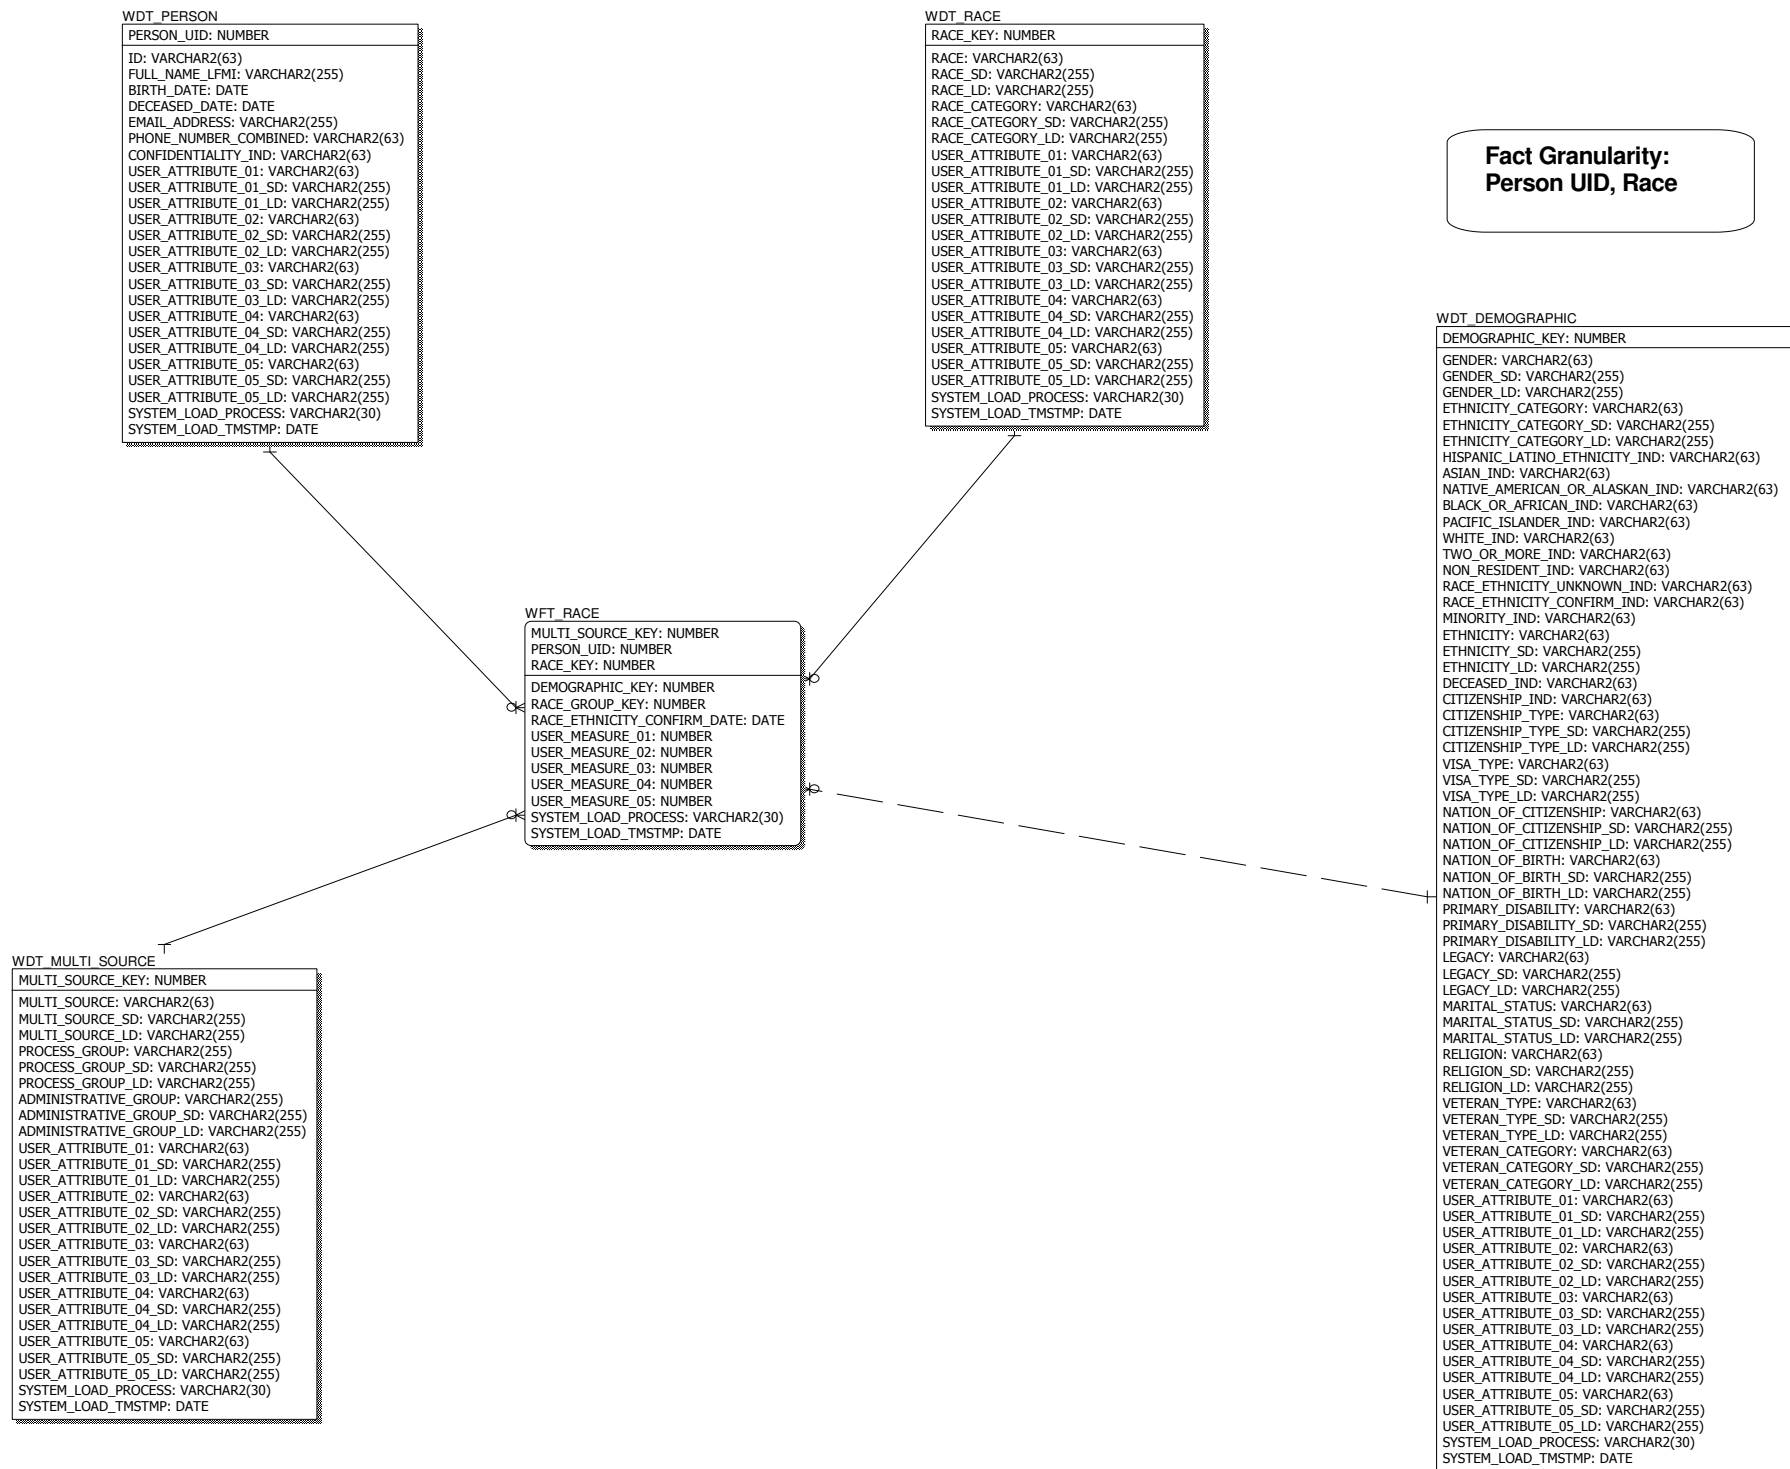 WDT_PERSON
PERSON_UID: NUMBER
ID: VARCHAR2(63)
FULL_NAME_LFMI: VARCHAR2(255)
BIRTH_DATE: DATE
DECEASED_DATE: DATE
EMAIL_ADDRESS: VARCHAR2(255)
PHONE_NUMBER_COMBINED: VARCHAR2(63)
CONFIDENTIALITY_IND: VARCHAR2(63)
USER_ATTRIBUTE_01: VARCHAR2(63)
USER_ATTRIBUTE_01_SD: VARCHAR2(255)
USER_ATTRIBUTE_01_LD: VARCHAR2(255)
USER_ATTRIBUTE_02: VARCHAR2(63)
USER_ATTRIBUTE_02_SD: VARCHAR2(255)
USER_ATTRIBUTE_02_LD: VARCHAR2(255)
USER_ATTRIBUTE_03: VARCHAR2(63)
USER_ATTRIBUTE_03_SD: VARCHAR2(255)
USER_ATTRIBUTE_03_LD: VARCHAR2(255)
USER_ATTRIBUTE_04: VARCHAR2(63)
USER_ATTRIBUTE_04_SD: VARCHAR2(255)
USER_ATTRIBUTE_04_LD: VARCHAR2(255)
USER_ATTRIBUTE_05: VARCHAR2(63)
USER_ATTRIBUTE_05_SD: VARCHAR2(255)
USER_ATTRIBUTE_05_LD: VARCHAR2(255)
SYSTEM_LOAD_PROCESS: VARCHAR2(30)
SYSTEM_LOAD_TMSTMP: DATE
WDT_RACE
RACE_KEY: NUMBER
RACE: VARCHAR2(63)
RACE_SD: VARCHAR2(255)
RACE_LD: VARCHAR2(255)
RACE_CATEGORY: VARCHAR2(63)
RACE_CATEGORY_SD: VARCHAR2(255)
RACE_CATEGORY_LD: VARCHAR2(255)
USER_ATTRIBUTE_01: VARCHAR2(63)
USER_ATTRIBUTE_01_SD: VARCHAR2(255)
USER_ATTRIBUTE_01_LD: VARCHAR2(255)
USER_ATTRIBUTE_02: VARCHAR2(63)
USER_ATTRIBUTE_02_SD: VARCHAR2(255)
USER_ATTRIBUTE_02_LD: VARCHAR2(255)
USER_ATTRIBUTE_03: VARCHAR2(63)
USER_ATTRIBUTE_03_SD: VARCHAR2(255)
USER_ATTRIBUTE_03_LD: VARCHAR2(255)
USER_ATTRIBUTE_04: VARCHAR2(63)
USER_ATTRIBUTE_04_SD: VARCHAR2(255)
USER_ATTRIBUTE_04_LD: VARCHAR2(255)
USER_ATTRIBUTE_05: VARCHAR2(63)
USER_ATTRIBUTE_05_SD: VARCHAR2(255)
USER_ATTRIBUTE_05_LD: VARCHAR2(255)
SYSTEM_LOAD_PROCESS: VARCHAR2(30)
SYSTEM_LOAD_TMSTMP: DATE
Fact Granularity:
Person UID, Race
WFT_RACE
MULTI_SOURCE_KEY: NUMBER
PERSON_UID: NUMBER
RACE_KEY: NUMBER
DEMOGRAPHIC_KEY: NUMBER
RACE_GROUP_KEY: NUMBER
RACE_ETHNICITY_CONFIRM_DATE: DATE
USER_MEASURE_01: NUMBER
USER_MEASURE_02: NUMBER
USER_MEASURE_03: NUMBER
USER_MEASURE_04: NUMBER
USER_MEASURE_05: NUMBER
SYSTEM_LOAD_PROCESS: VARCHAR2(30)
SYSTEM_LOAD_TMSTMP: DATE
WDT_MULTI_SOURCE
MULTI_SOURCE_KEY: NUMBER
MULTI_SOURCE: VARCHAR2(63)
MULTI_SOURCE_SD: VARCHAR2(255)
MULTI_SOURCE_LD: VARCHAR2(255)
PROCESS_GROUP: VARCHAR2(255)
PROCESS_GROUP_SD: VARCHAR2(255)
PROCESS_GROUP_LD: VARCHAR2(255)
ADMINISTRATIVE_GROUP: VARCHAR2(255)
ADMINISTRATIVE_GROUP_SD: VARCHAR2(255)
ADMINISTRATIVE_GROUP_LD: VARCHAR2(255)
USER_ATTRIBUTE_01: VARCHAR2(63)
USER_ATTRIBUTE_01_SD: VARCHAR2(255)
USER_ATTRIBUTE_01_LD: VARCHAR2(255)
USER_ATTRIBUTE_02: VARCHAR2(63)
USER_ATTRIBUTE_02_SD: VARCHAR2(255)
USER_ATTRIBUTE_02_LD: VARCHAR2(255)
USER_ATTRIBUTE_03: VARCHAR2(63)
USER_ATTRIBUTE_03_SD: VARCHAR2(255)
USER_ATTRIBUTE_03_LD: VARCHAR2(255)
USER_ATTRIBUTE_04: VARCHAR2(63)
USER_ATTRIBUTE_04_SD: VARCHAR2(255)
USER_ATTRIBUTE_04_LD: VARCHAR2(255)
USER_ATTRIBUTE_05: VARCHAR2(63)
USER_ATTRIBUTE_05_SD: VARCHAR2(255)
USER_ATTRIBUTE_05_LD: VARCHAR2(255)
SYSTEM_LOAD_PROCESS: VARCHAR2(30)
SYSTEM_LOAD_TMSTMP: DATE
WDT_DEMOGRAPHIC
DEMOGRAPHIC_KEY: NUMBER
GENDER: VARCHAR2(63)
GENDER_SD: VARCHAR2(255)
GENDER_LD: VARCHAR2(255)
ETHNICITY_CATEGORY: VARCHAR2(63)
ETHNICITY_CATEGORY_SD: VARCHAR2(255)
ETHNICITY_CATEGORY_LD: VARCHAR2(255)
HISPANIC_LATINO_ETHNICITY_IND: VARCHAR2(63)
ASIAN_IND: VARCHAR2(63)
NATIVE_AMERICAN_OR_ALASKAN_IND: VARCHAR2(63)
BLACK_OR_AFRICAN_IND: VARCHAR2(63)
PACIFIC_ISLANDER_IND: VARCHAR2(63)
WHITE_IND: VARCHAR2(63)
TWO_OR_MORE_IND: VARCHAR2(63)
NON_RESIDENT_IND: VARCHAR2(63)
RACE_ETHNICITY_UNKNOWN_IND: VARCHAR2(63)
RACE_ETHNICITY_CONFIRM_IND: VARCHAR2(63)
MINORITY_IND: VARCHAR2(63)
ETHNICITY: VARCHAR2(63)
ETHNICITY_SD: VARCHAR2(255)
ETHNICITY_LD: VARCHAR2(255)
DECEASED_IND: VARCHAR2(63)
CITIZENSHIP_IND: VARCHAR2(63)
CITIZENSHIP_TYPE: VARCHAR2(63)
CITIZENSHIP_TYPE_SD: VARCHAR2(255)
CITIZENSHIP_TYPE_LD: VARCHAR2(255)
VISA_TYPE: VARCHAR2(63)
VISA_TYPE_SD: VARCHAR2(255)
VISA_TYPE_LD: VARCHAR2(255)
NATION_OF_CITIZENSHIP: VARCHAR2(63)
NATION_OF_CITIZENSHIP_SD: VARCHAR2(255)
NATION_OF_CITIZENSHIP_LD: VARCHAR2(255)
NATION_OF_BIRTH: VARCHAR2(63)
NATION_OF_BIRTH_SD: VARCHAR2(255)
NATION_OF_BIRTH_LD: VARCHAR2(255)
PRIMARY_DISABILITY: VARCHAR2(63)
PRIMARY_DISABILITY_SD: VARCHAR2(255)
PRIMARY_DISABILITY_LD: VARCHAR2(255)
LEGACY: VARCHAR2(63)
LEGACY_SD: VARCHAR2(255)
LEGACY_LD: VARCHAR2(255)
MARITAL_STATUS: VARCHAR2(63)
MARITAL_STATUS_SD: VARCHAR2(255)
MARITAL_STATUS_LD: VARCHAR2(255)
RELIGION: VARCHAR2(63)
RELIGION_SD: VARCHAR2(255)
RELIGION_LD: VARCHAR2(255)
VETERAN_TYPE: VARCHAR2(63)
VETERAN_TYPE_SD: VARCHAR2(255)
VETERAN_TYPE_LD: VARCHAR2(255)
VETERAN_CATEGORY: VARCHAR2(63)
VETERAN_CATEGORY_SD: VARCHAR2(255)
VETERAN_CATEGORY_LD: VARCHAR2(255)
USER_ATTRIBUTE_01: VARCHAR2(63)
USER_ATTRIBUTE_01_SD: VARCHAR2(255)
USER_ATTRIBUTE_01_LD: VARCHAR2(255)
USER_ATTRIBUTE_02: VARCHAR2(63)
USER_ATTRIBUTE_02_SD: VARCHAR2(255)
USER_ATTRIBUTE_02_LD: VARCHAR2(255)
USER_ATTRIBUTE_03: VARCHAR2(63)
USER_ATTRIBUTE_03_SD: VARCHAR2(255)
USER_ATTRIBUTE_03_LD: VARCHAR2(255)
USER_ATTRIBUTE_04: VARCHAR2(63)
USER_ATTRIBUTE_04_SD: VARCHAR2(255)
USER_ATTRIBUTE_04_LD: VARCHAR2(255)
USER_ATTRIBUTE_05: VARCHAR2(63)
USER_ATTRIBUTE_05_SD: VARCHAR2(255)
USER_ATTRIBUTE_05_LD: VARCHAR2(255)
SYSTEM_LOAD_PROCESS: VARCHAR2(30)
SYSTEM_LOAD_TMSTMP: DATE